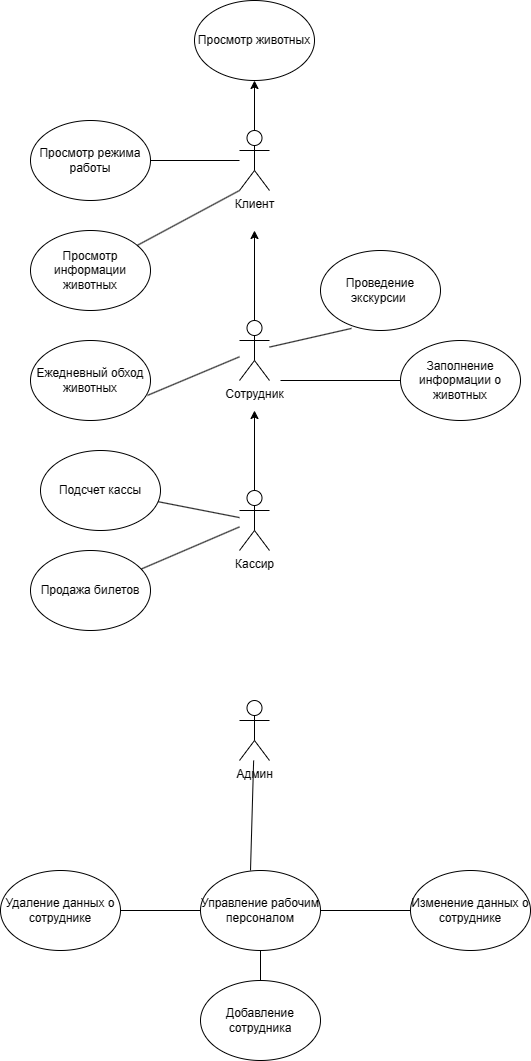 Просмотр животных
Просмотр режима
работы
Клиент
Просмотр
информации
животных
Проведение
экскурсии
Ежедневный обход
животных
Сотрудник
Заполнение
информации о
животных
Подсчет кассы
Кассир
Продажа билетов
Админ
Удаление данных о
сотруднике
Управление рабочим
персоналом
Изменение данных о
сотруднике
Добавление
сотрудника